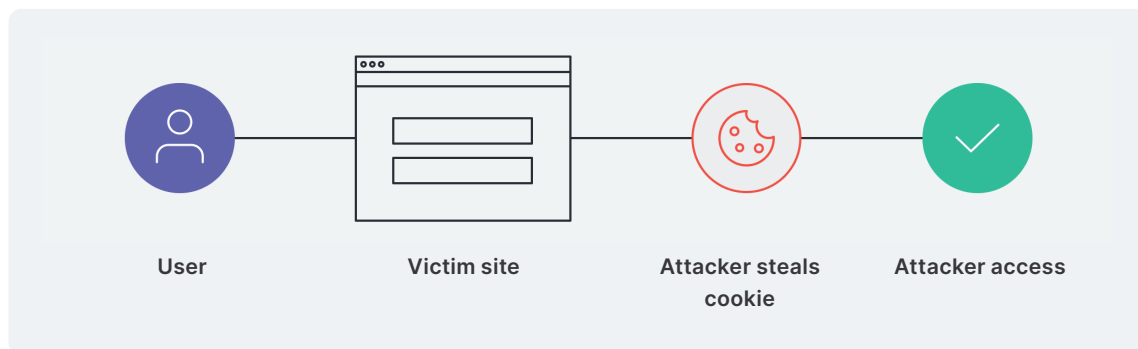 User
Victim site
Attacker steals
cookie
Attacker access